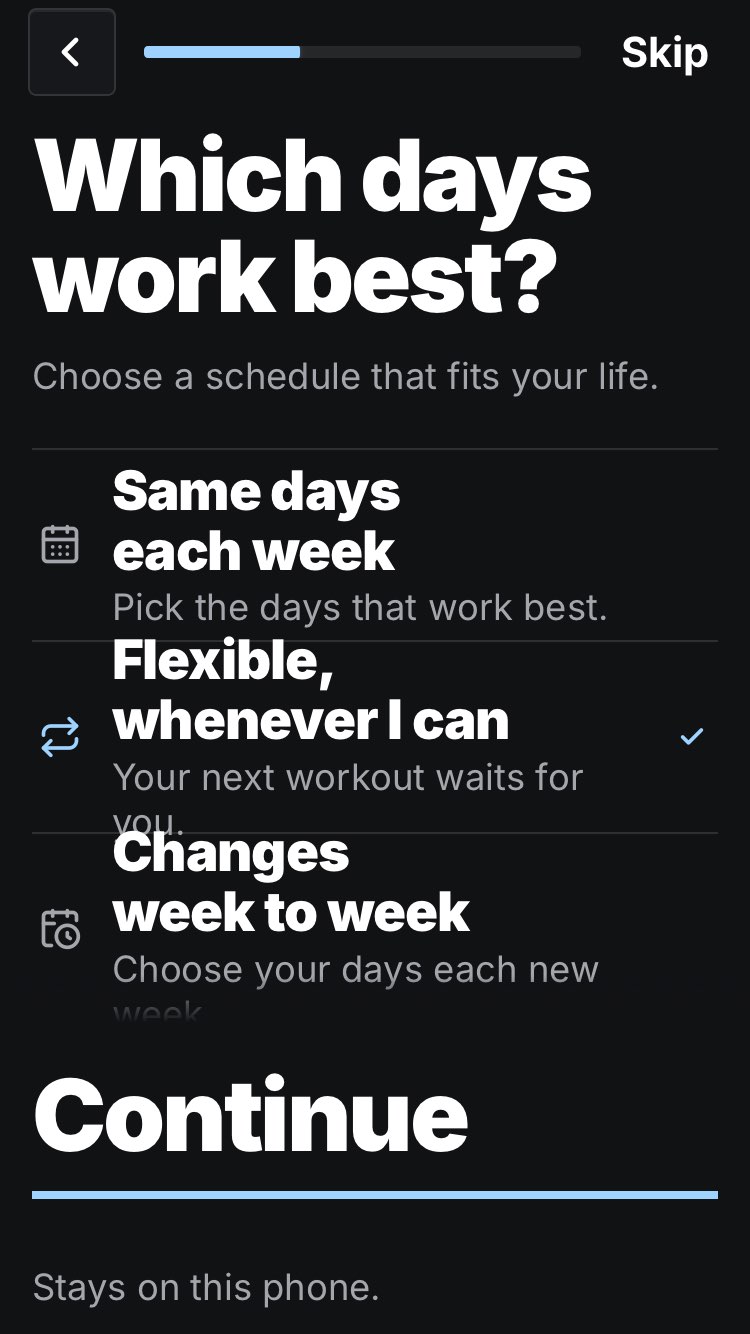 Skip
Which days
work best?
Choose a schedule that fits your life.
Same days
each week
Pick the days that work best.
Flexible,
whenever I can
Your next workout waits for
you.
Changes
week to week
Choose your days each new
week
Continue
Stays on this phone.